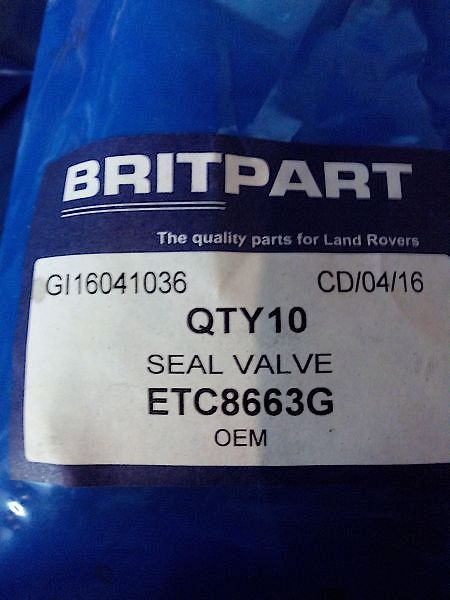 BRITPART
The quality parts for Land Rovers
GI16041036 CD/04/16
QTY10
SEAL VALVE
ETC8663G
OEM